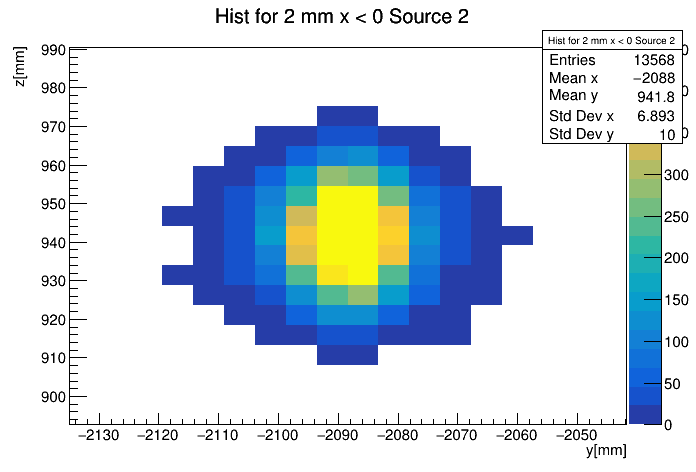 Hist for 2 mm x < 0 Source 2
Hist for 2 mm x < 0 Source 2
Entries 13568
Mean x −2088
Mean y 941.8
Std Dev x 6.893
Std Dev y 10
z[mm]
990
980
970
960
950
940
930
920
910
900
300
250
200
150
100
50
0
−2130 −2120 −2110 −2100 −2090 −2080 −2070 −2060 −2050
y[mm]